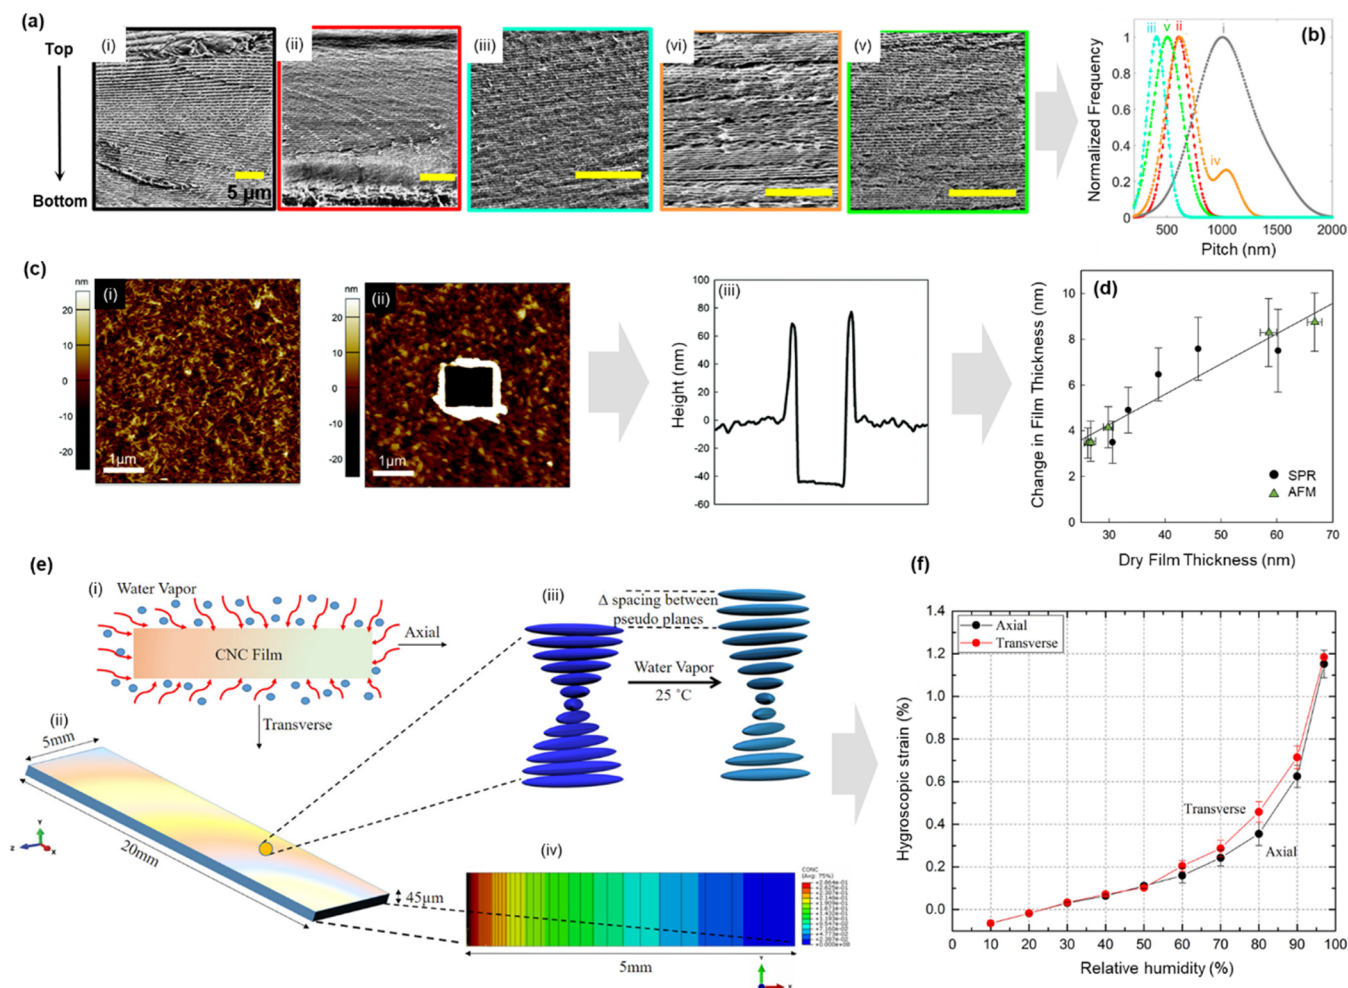 (a)
Top
Bottom
(i)
5 µm
(ii)
(iii)
(vi)
(v)
(b)
iii
v
ii
i
iv
Normalized Frequency
1
0.8
0.6
0.4
0.2
0
500
1000
1500
2000
Pitch (nm)
(c)
nm
20
10
0
-10
-20
(i)
1µm
nm
20
10
0
-10
-20
(ii)
1µm
(iii)
Height (nm)
100
80
60
40
20
0
-20
-40
-60
(d)
Change in Film Thickness (nm)
10
8
6
4
2
0
SPR
AFM
30
40
50
60
70
Dry Film Thickness (nm)
(e)
(i)
Water Vapor
CNC Film
Axial
Transverse
(ii)
5mm
20mm
45µm
Y
Z
X
(iii)
Δ spacing between
pseudo planes
Water Vapor
25 ˚C
(iv)
CONC
(Avg: 75%)
5mm
Y
X
(f)
Axial
Transverse
Hygroscopic strain (%)
1.4
1.2
1.0
0.8
0.6
0.4
0.2
0.0
Transverse
Axial
0 10 20 30 40 50 60 70 80 90 100
Relative humidity (%)